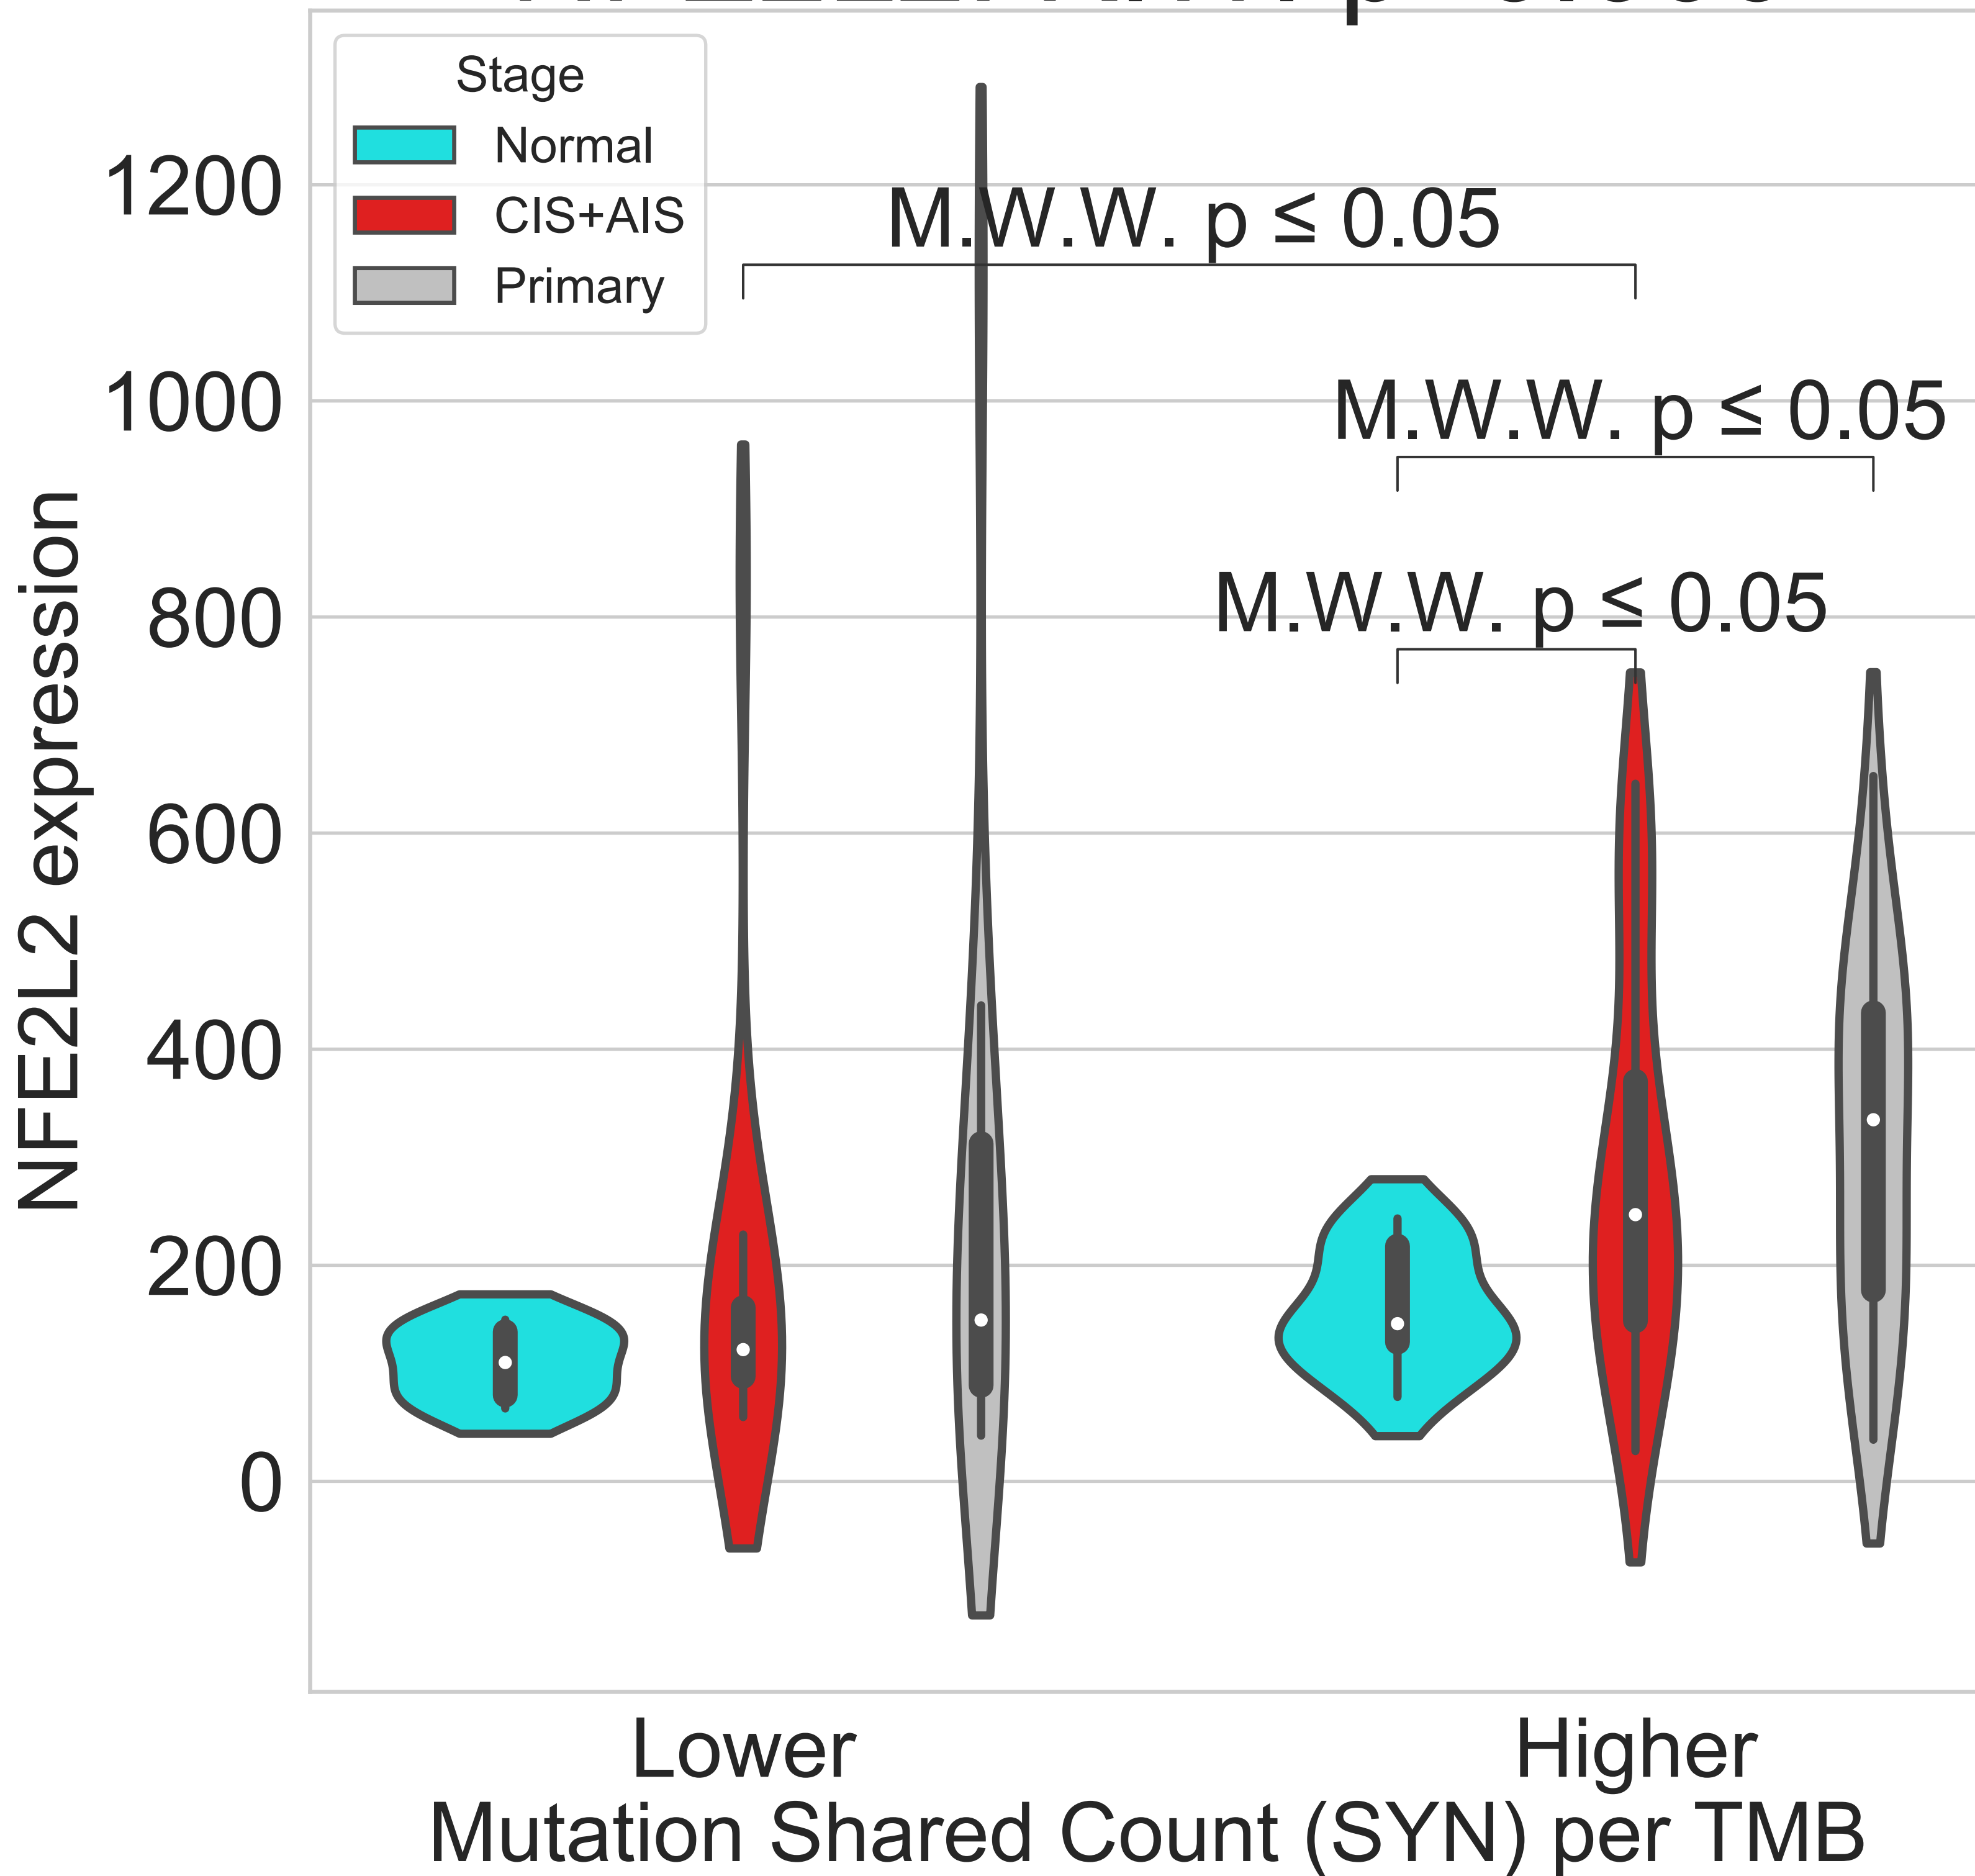 Stage
Normal
CIS+AIS
Primary
M.W.W. p ≤ 0.05
M.W.W. p ≤ 0.05
M.W.W. p ≤ 0.05
1200
1000
800
600
400
200
0
NFE2L2 expression
Lower
Higher
Mutation Shared Count (SYN) per TMB